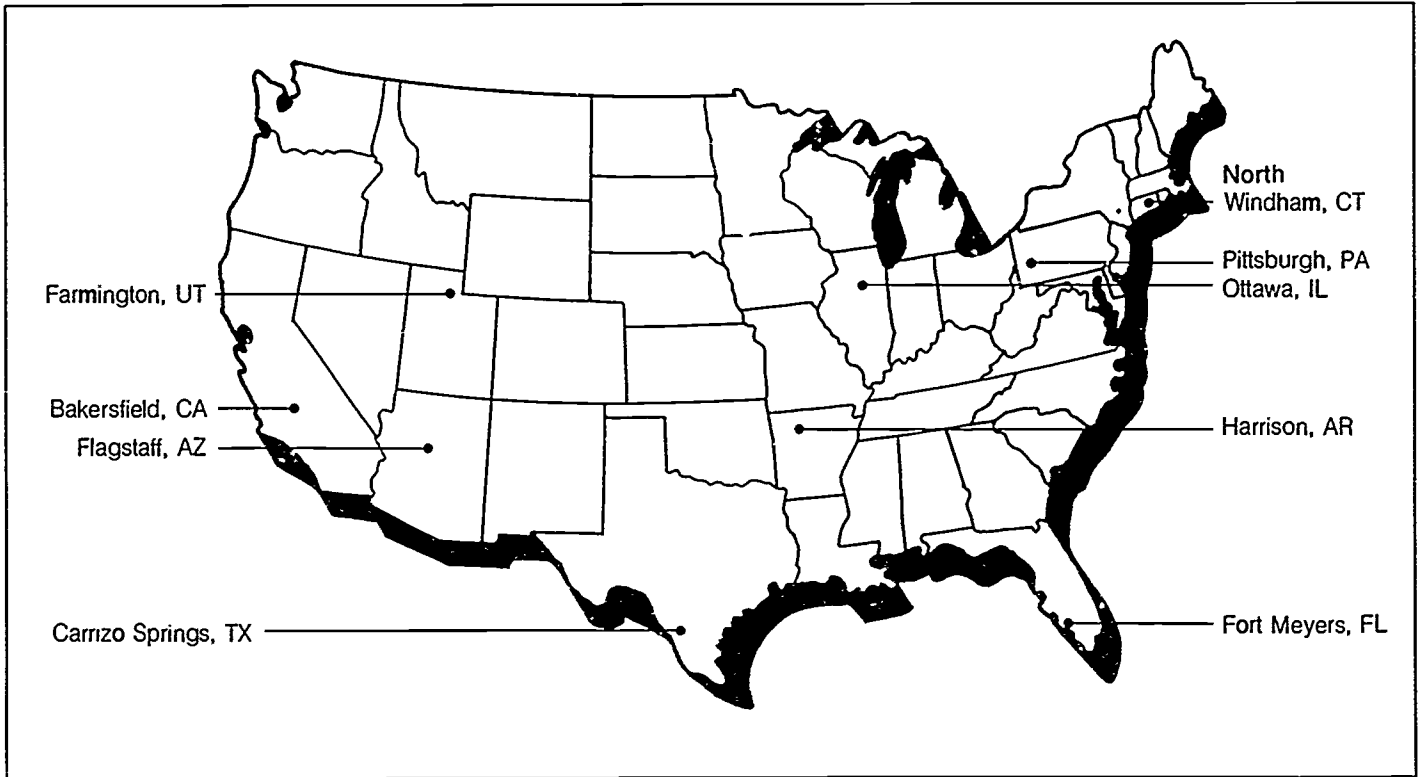 North
Windham, CT
Pittsburgh, PA
Ottawa, IL
Farmington, UT
Bakersfield, CA
Flagstaff, AZ
Harrison, AR
Carrizo Springs, TX
Fort Meyers, FL